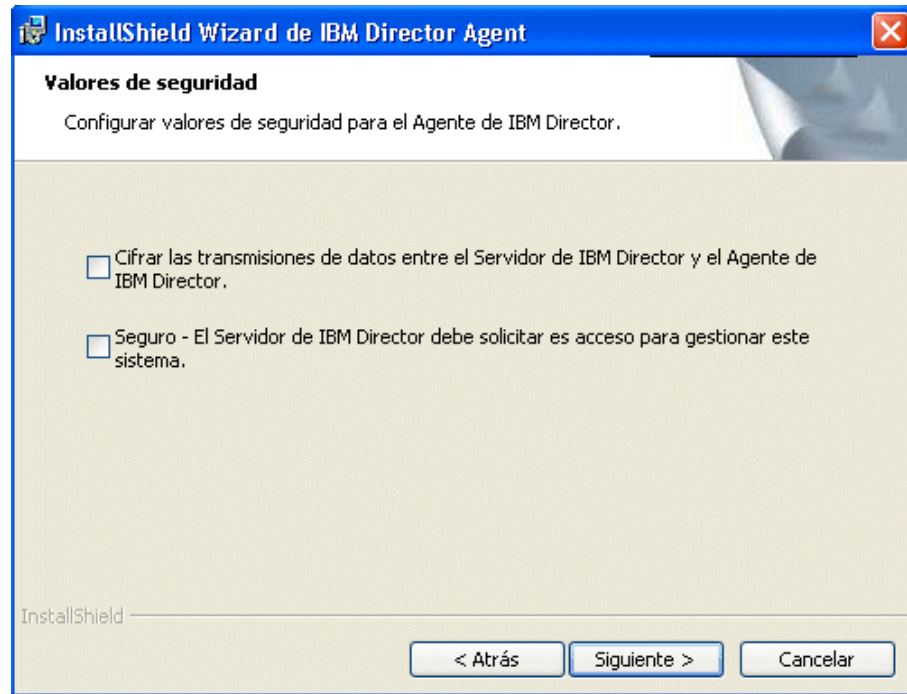 InstallShield Wizard de IBM Director Agent
Valores de seguridad
Configurar valores de seguridad para el Agente de IBM Director.
Cifrar las transmisiones de datos entre el Servidor de IBM Director y el Agente de
IBM Director.
Seguro - El Servidor de IBM Director debe solicitar es acceso para gestionar este
sistema.
InstallShield
< Atrás
Siguiente >
Cancelar